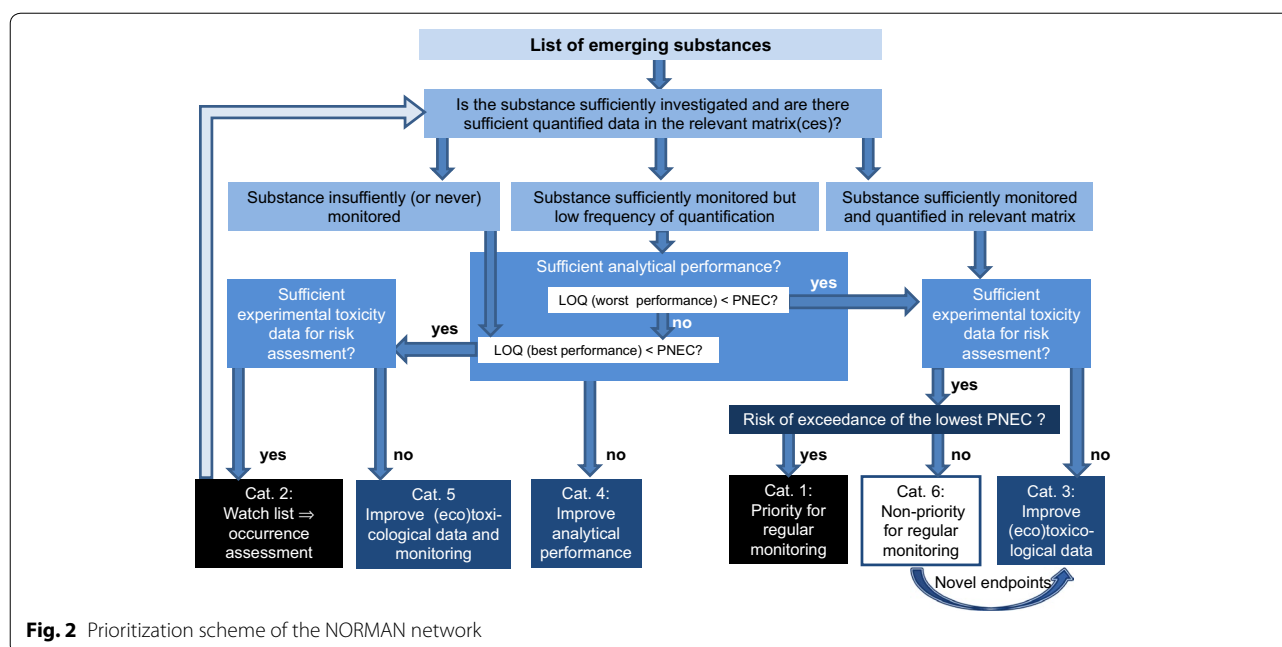 List of emerging substances
Is the substance sufficiently investigated and are there
sufficient quantified data in the relevant matrix(ces)?
Substance insuffiently (or never)
monitored
Substance sufficiently monitored but
low frequency of quantification
Substance sufficiently monitored
and quantified in relevant matrix
Sufficient analytical performance?
LOQ (worst performance) < PNEC?
yes
no
LOQ (best performance) < PNEC?
yes
Sufficient
experimental toxicity
data for risk
assesment?
Sufficient
experimental toxicity
data for risk
assesment?
yes
Risk of exceedance of the lowest PNEC ?
yes
no
no
yes
no
no
Cat. 2:
Watch list ⇒
occurrence
assessment
Cat. 5
Improve (eco)toxi-
cological data and
monitoring
Cat. 4:
Improve
analytical
performance
Cat. 1:
Priority for
regular
monitoring
Cat. 6:
Non-priority
for regular
monitoring
Cat. 3:
Improve
(eco)toxico-
logical data
Novel endpoints
Fig. 2 Prioritization scheme of the NORMAN network